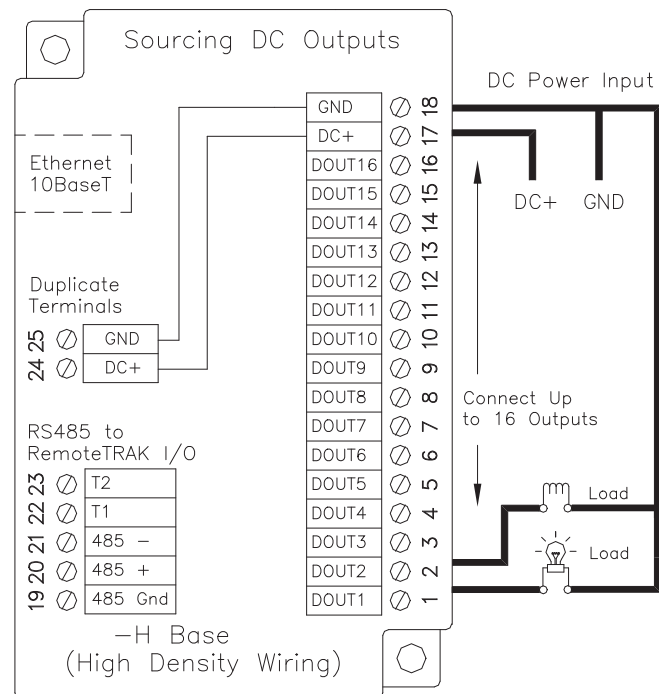 Sourcing DC Outputs
DC Power Input
Ethernet
10BaseT
GND 18
DC+ 17
DOUT16 16
DOUT15 15
DOUT14 14
DOUT13 13
DOUT12 12
DOUT11 11
DOUT10 10
DOUT9 9
DOUT8 8
DOUT7 7
DOUT6 6
DOUT5 5
DOUT4 4
DOUT3 3
DOUT2 2
DOUT1 1
DC+ GND
Duplicate
Terminals
25 GND
24 DC+
Connect Up
to 16 Outputs
RS485 to
RemoteTRAK I/O
23 T2
22 T1
21 485 -
20 485 +
19 485 Gnd
Load
Load
-H Base
(High Density Wiring)